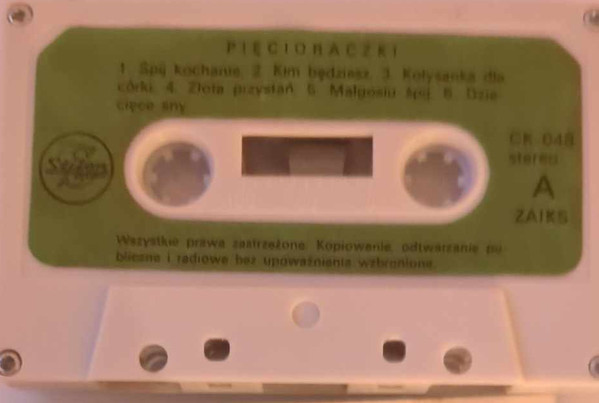 PIĘCIORACZKI
1. Śpij kochanie. 2. Kim będziesz. 3. Kołysanka dla
córki. 4. Złota przystań. 5. Małgosiu śpij. 6. Dzie-
cięce sny
CK-048
stereo
A
ZAIKS
Wszystkie prawa zastrzeżone. Kopiowanie, odtwarzanie pu-
bliczne i radiowe bez upoważnienia wzbronione.